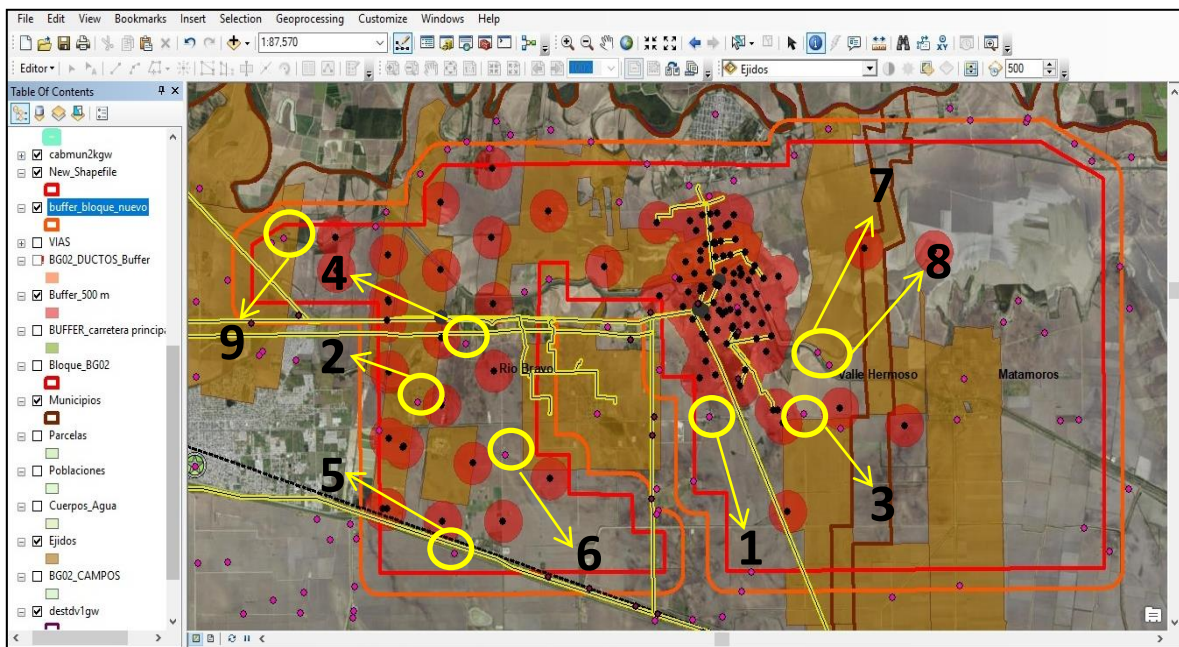 File Edit View Bookmarks Insert Selection Geoprocessing Customize Windows Help
1:87,570
Editor Ejidos 500
Table Of Contents
cabmun2kgw
New_Shapefile
buffer_bloque_nuevo
VIAS
BG02_DUCTOS_Buffer
Buffer_500 m
BUFFER_carretera principa
Bloque_BG02
Municipios
Parcelas
Poblaciones
Cuerpos_Agua
Ejidos
BG02_CAMPOS
destdv1gw
7
4
8
9
2
Rio Bravo
Valle Hermoso
Matamoros
5
3
6
1